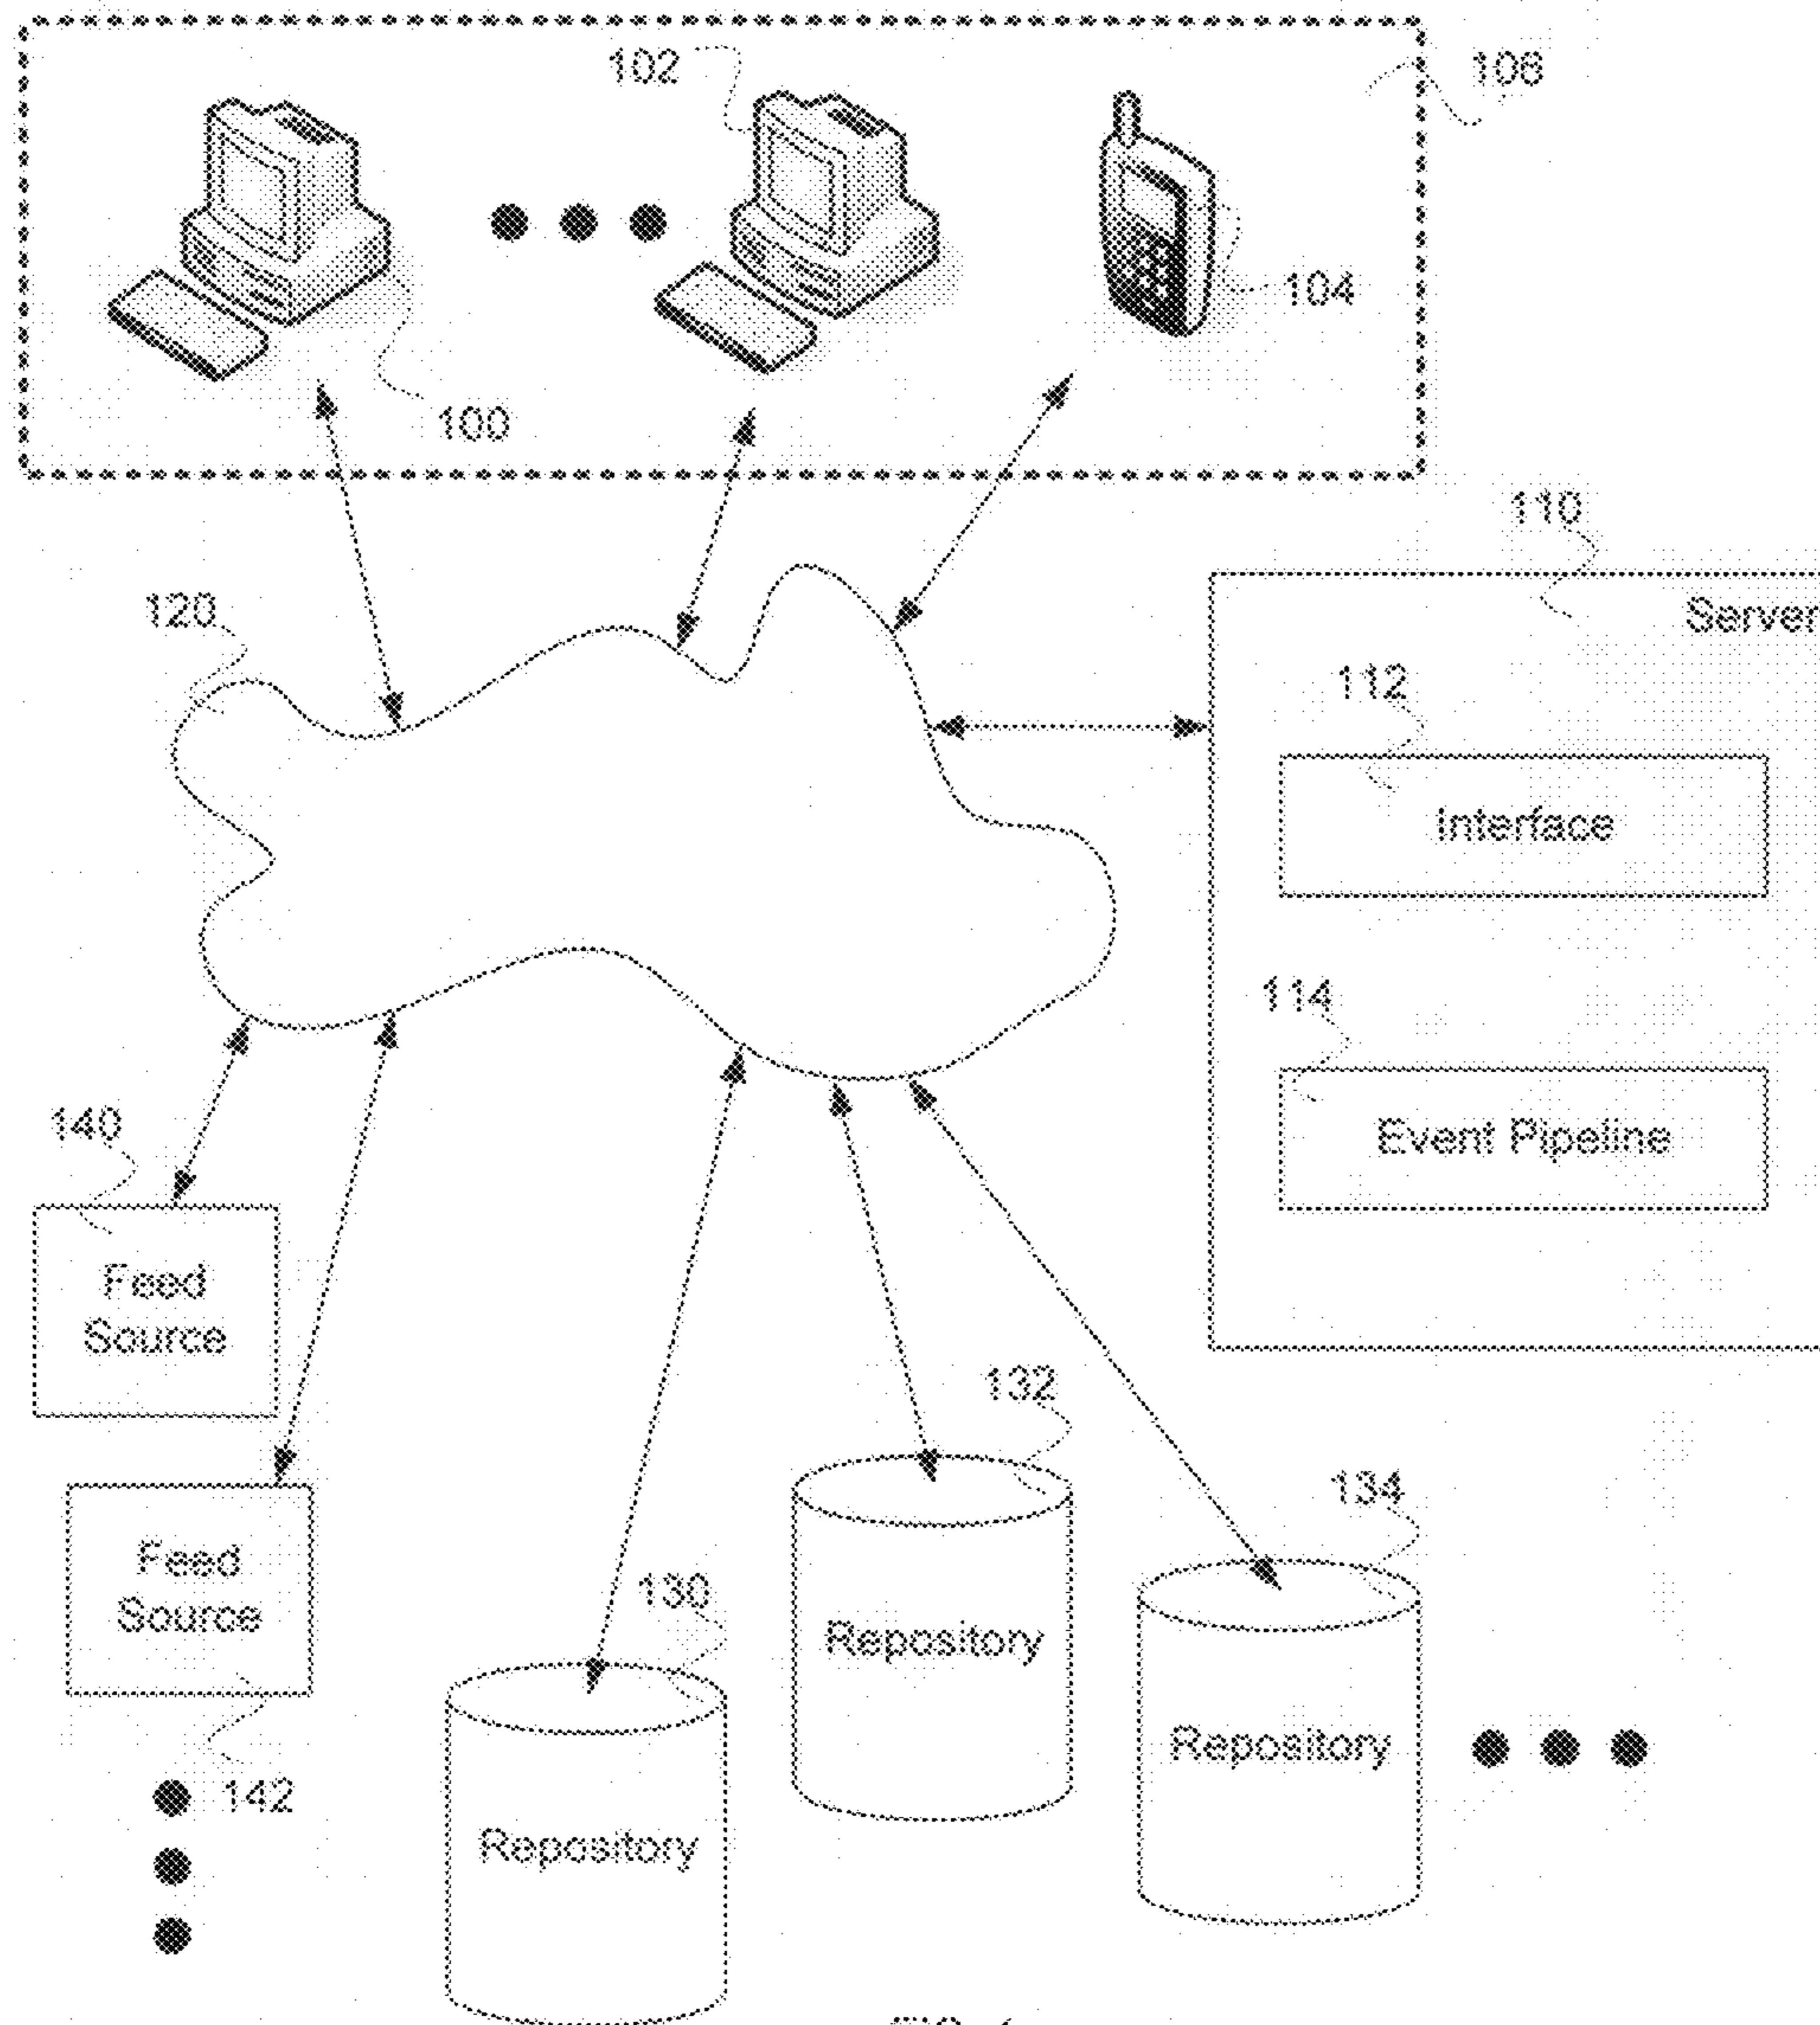 102
106
104
100
110
Server
120
112
Interface
114
Event Pipeline
140
Feed
Source
132
134
Feed
Source
130
Repository
Repository
142
Repository